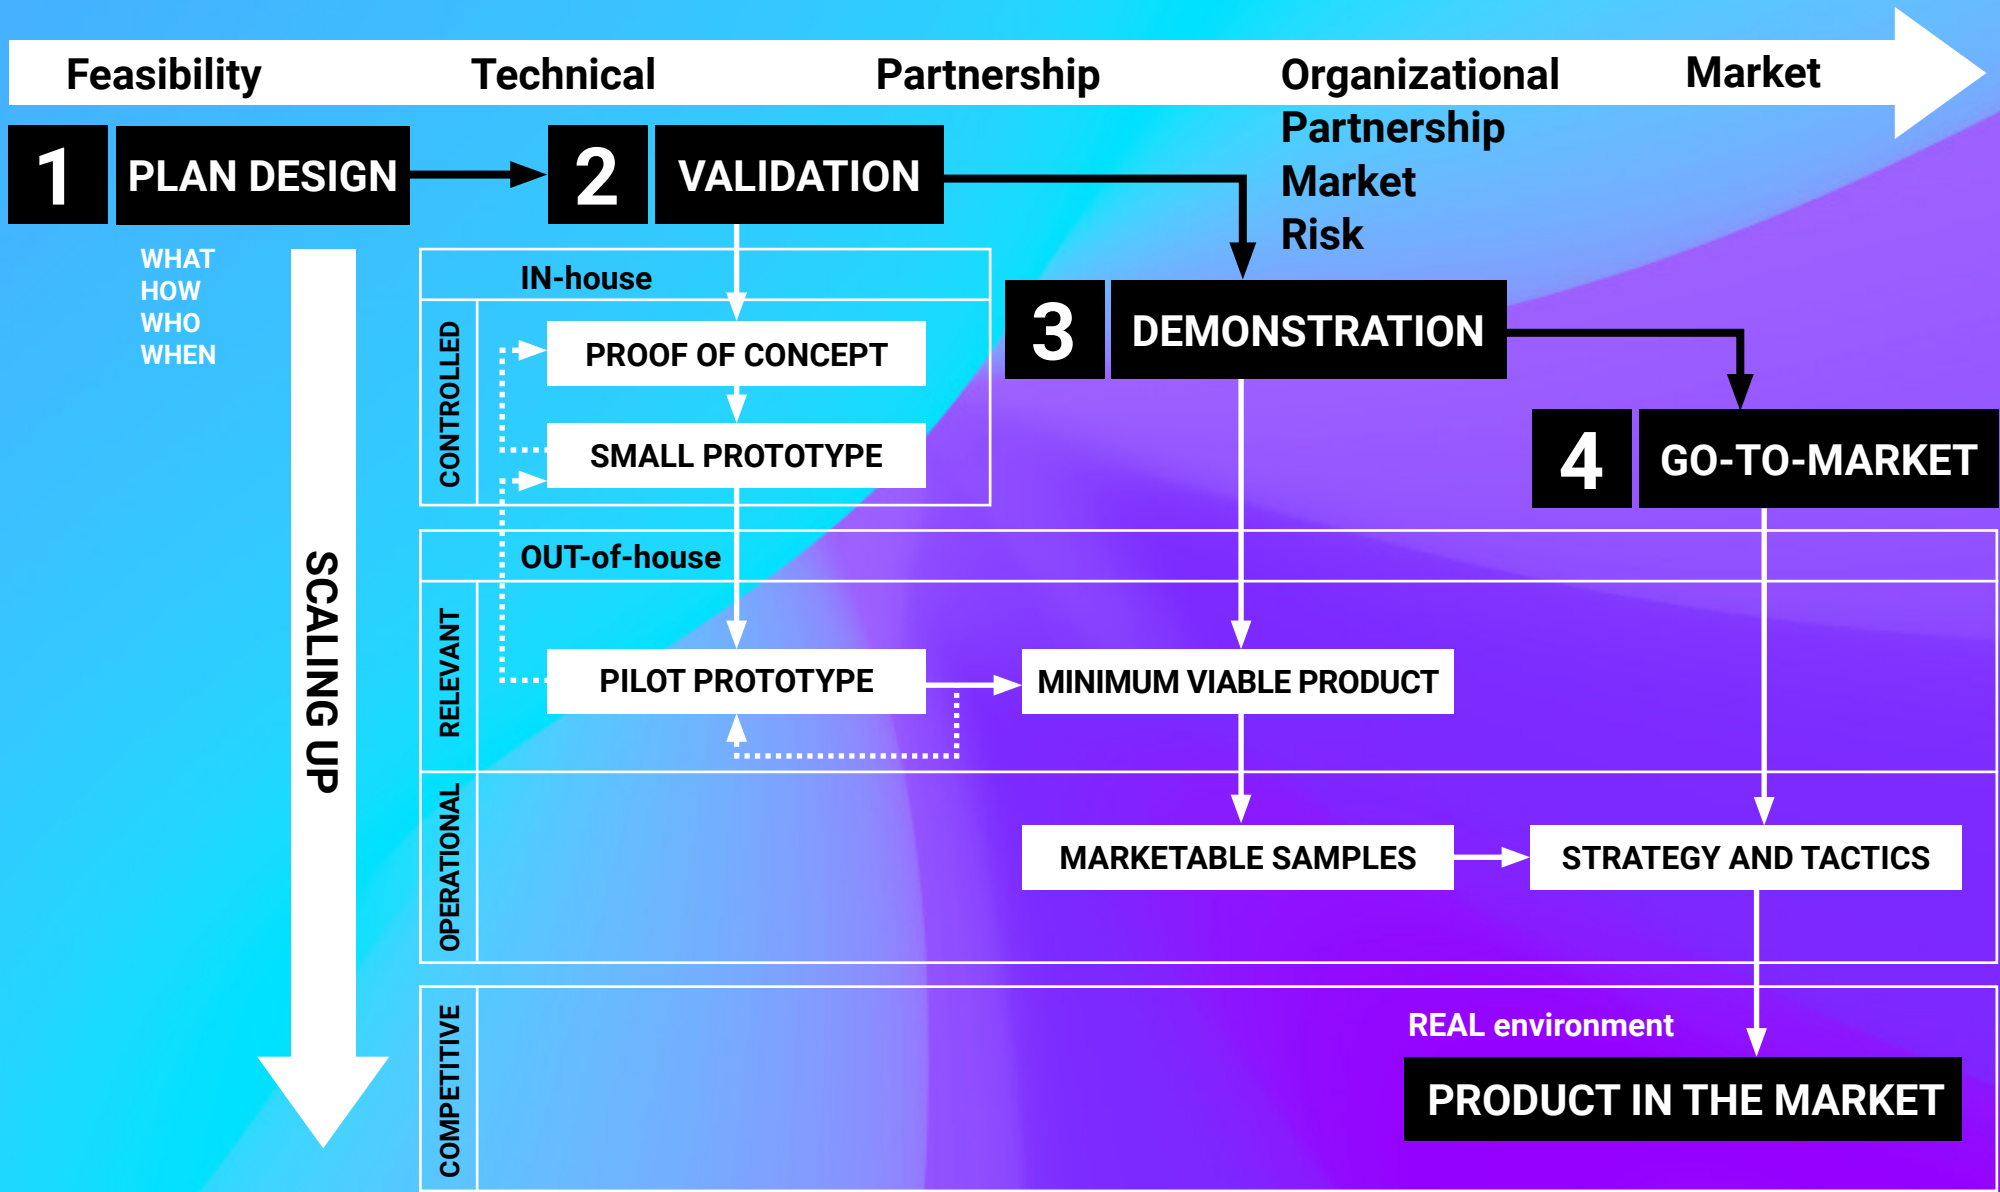 Feasibility
Technical
Partnership
Organizational
Market
Partnership
Market
Risk
1
PLAN DESIGN
2
VALIDATION
WHAT
HOW
WHO
WHEN
SCALING UP
IN-house
CONTROLLED
PROOF OF CONCEPT
SMALL PROTOTYPE
3
DEMONSTRATION
4
GO-TO-MARKET
OUT-of-house
RELEVANT
PILOT PROTOTYPE
MINIMUM VIABLE PRODUCT
OPERATIONAL
MARKETABLE SAMPLES
STRATEGY AND TACTICS
COMPETITIVE
REAL environment
PRODUCT IN THE MARKET